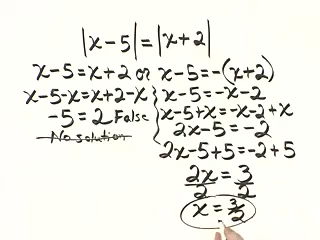 |x-5|=|x+2|
x-5=x+2 or x-5=-(x+2)
x-5-x=x+2-x
-5=2 False
No solution
x-5=-x-2
x-5+x=-x-2+x
2x-5=-2
2x-5+5=-2+5
2x/2=3/2
x=3/2